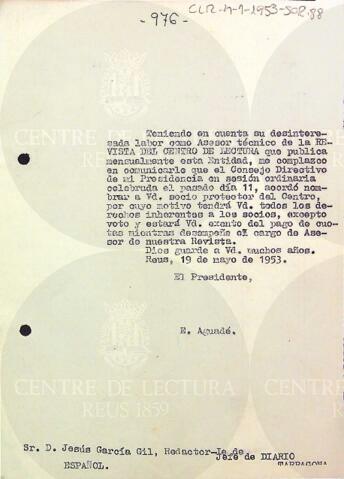 -976-
CLR-M-1-1953-SOR.88
Teniendo en cuenta su desintere-
sada labor como Asesor técnico de la RE-
VISTA DEL CENTRO DE LECTURA que publica
mensualmente esta Entidad, me complazco
en comunicarle que el Consejo Directivo
de mi Presidencia en sesión ordinaria
celebrada el pasado día 11, acordó nom-
brar a Vd. socio protector del Centro,
por cuyo motivo tendrá Vd. todos los de-
rechos inherentes a los socios, excepto
voto y estará Vd. exento del pago de cuo-
tas mientras desempeñe el cargo de Ase-
sor de nuestra Revista.
Dios guarde a Vd. muchos años.
Reus, 19 de mayo de 1953.
El Presidente,
E. Aguadé.
CENTRE DE LECTURA
REUS 1859
Sr. D. Jesús García Gil, Redactor-Je de
Jefe de DIARIO
ESPAÑOL.
TARRAGONA